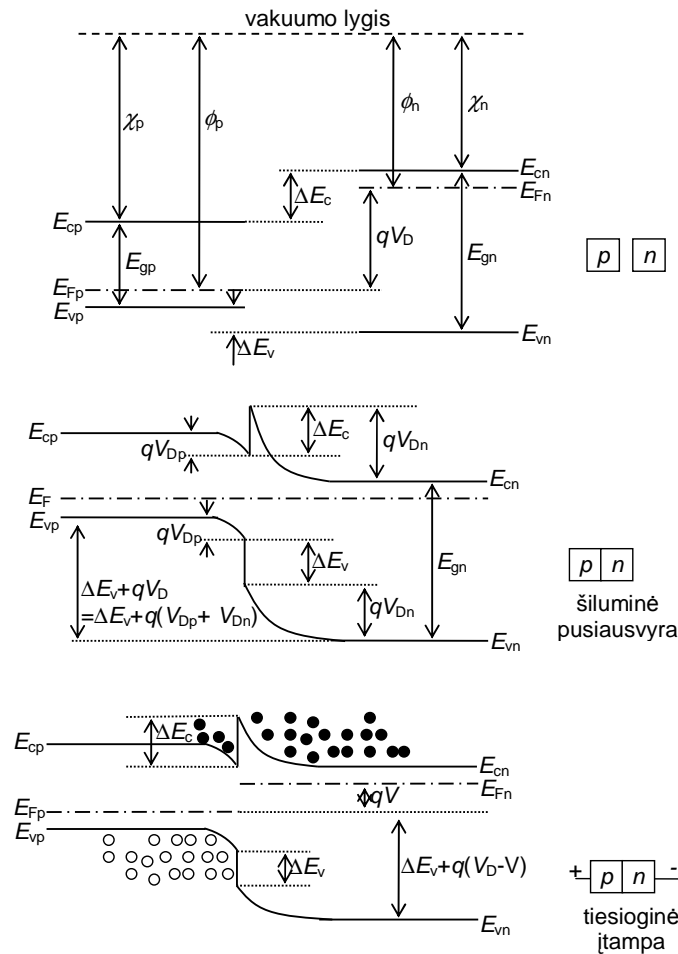 vakuumo lygis
χp
ϕp
ϕn
χn
Ecn
EFn
ΔEc
Ecp
qVD
Egp
Egn
p n
EFp
Evp
ΔEv
Evn
Ecp
ΔEc
qVDn
qVDp
Ecn
EF
Evp
qVDp
ΔEv
Egn
p n
ΔEv+qVD
=ΔEv+q(VDp+ VDn)
qVDn
šiluminė
pusiausvyra
Evn
ΔEc
Ecp
Ecn
EFn
qV
EFp
Evp
ΔEv
ΔEv+q(VD-V)
+ p n -
Evn
tiesioginė
įtampa